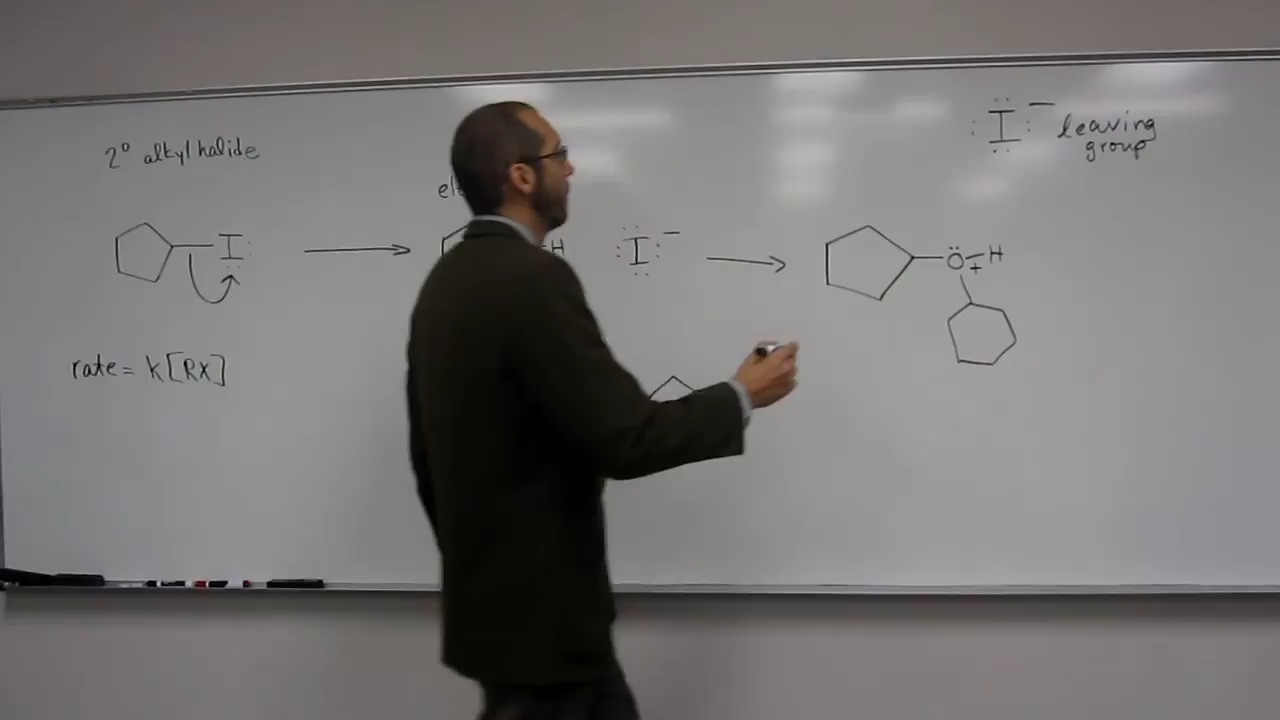 2° alkyl halide
I⁻ leaving
group
I
H
I⁻
O + H
rate = k[RX]